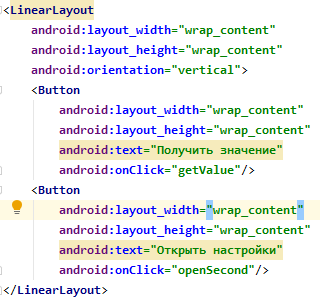 <LinearLayout
android:layout_width="wrap_content"
android:layout_height="wrap_content"
android:orientation="vertical">
<Button
android:layout_width="wrap_content"
android:layout_height="wrap_content"
android:text="Получить значение"
android:onClick="getValue"/>
<Button
android:layout_width="wrap_content"
android:layout_height="wrap_content"
android:text="Открыть настройки"
android:onClick="openSecond"/>
</LinearLayout>